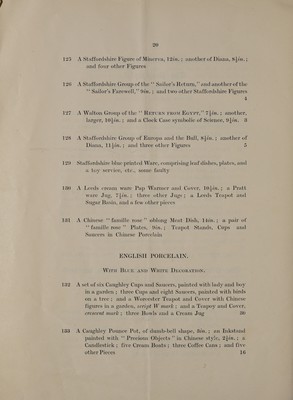 20
125 A Staffordshire Figure of Minerva, 12in. ; another of Diana, 8½in. ;
and four other Figures
126 A Staffordshire Group of the “ Sailor's Return,” and another of the
“ Sailor's Farewell,” 9in. ; and two other Staffordshire Figures
4
127 A Walton Group of the “ RETURN FROM EGYPT,” 7½in. ; another,
larger, 10½in. ; and a Clock Case symbolic of Science, 9½in. 3
128 A Staffordshire Group of Europa and the Bull, 8½in. ; another of
Diana, 11½in. ; and three other Figures 5
129 Staffordshire blue printed Ware, comprising leaf dishes, plates, and
a toy service, etc., some faulty
130 A Leeds cream ware Pap Warmer and Cover, 10½in. ; a Pratt
ware Jug, 7½in. ; three other Jugs ; a Leeds Teapot and
Sugar Basin, and a few other pieces
131 A Chinese “ famille rose ” oblong Meat Dish, 14in. ; a pair of
“ famille rose ” Plates, 9in. ; Teapot Stands, Cups and
Saucers in Chinese Porcelain
ENGLISH PORCELAIN.
WITH BLUE AND WHITE DECORATION.
132 A set of six Caughley Cups and Saucers, painted with lady and boy
in a garden ; three Cups and eight Saucers, painted with birds
on a tree ; and a Worcester Teapot and Cover with Chinese
figures in a garden, script W mark ; and a Teapoy and Cover,
crescent mark ; three Bowls and a Cream Jug 30
133 A Caughley Pounce Pot, of dumb-bell shape, 3in. ; an Inkstand
painted with “ Precious Objects ” in Chinese style, 2½in. ; a
Candlestick ; five Cream Boats ; three Coffee Cans ; and five
other Pieces 16